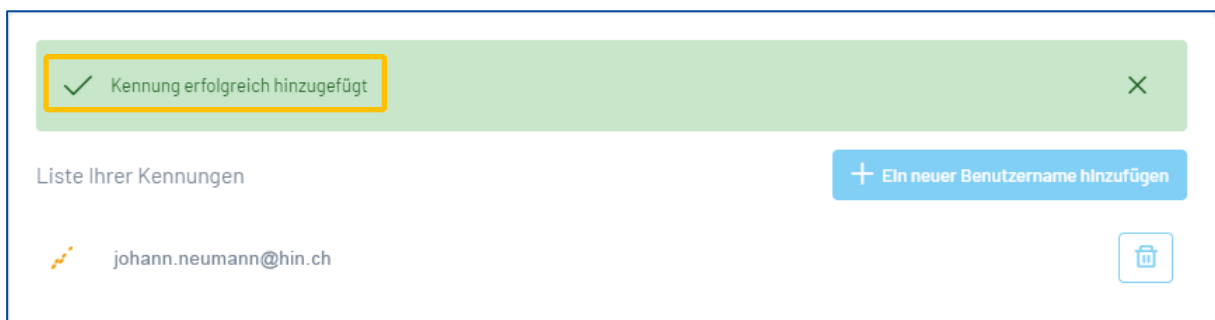 Kennung erfolgreich hinzugefügt
Liste Ihrer Kennungen
Ein neuer Benutzername hinzufügen
johann.neumann@hin.ch